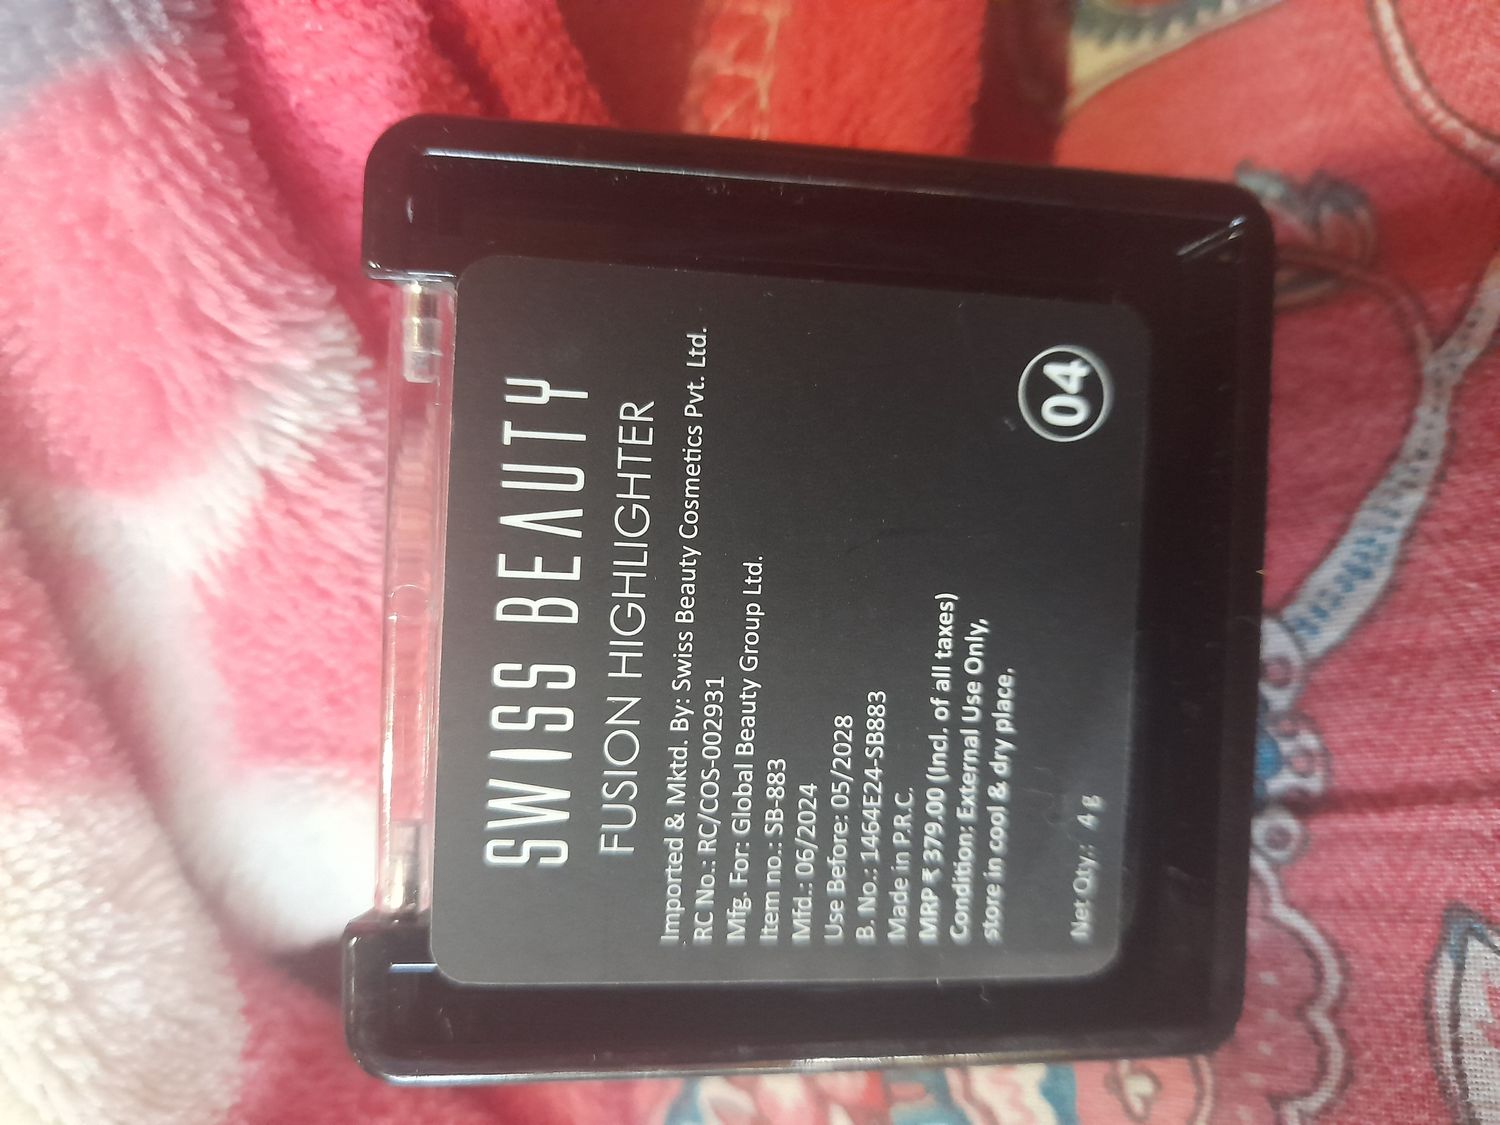 SWISS BEAUTY
FUSION HIGHLIGHTER
Imported & Mktd. By: Swiss Beauty Cosmetics Pvt. Ltd.
RC No.: RC/COS-002931
Mfg. For: Global Beauty Group Ltd.
Item no.: SB-883
Mfd.: 06/2024
Use Before: 05/2028
B. No.: 1464E24-SB883
Made in P.R.C.
MRP ₹ 379.00 (Incl. of all taxes)
Condition: External Use Only,
store in cool & dry place.
Net Qty.: 4 g
04